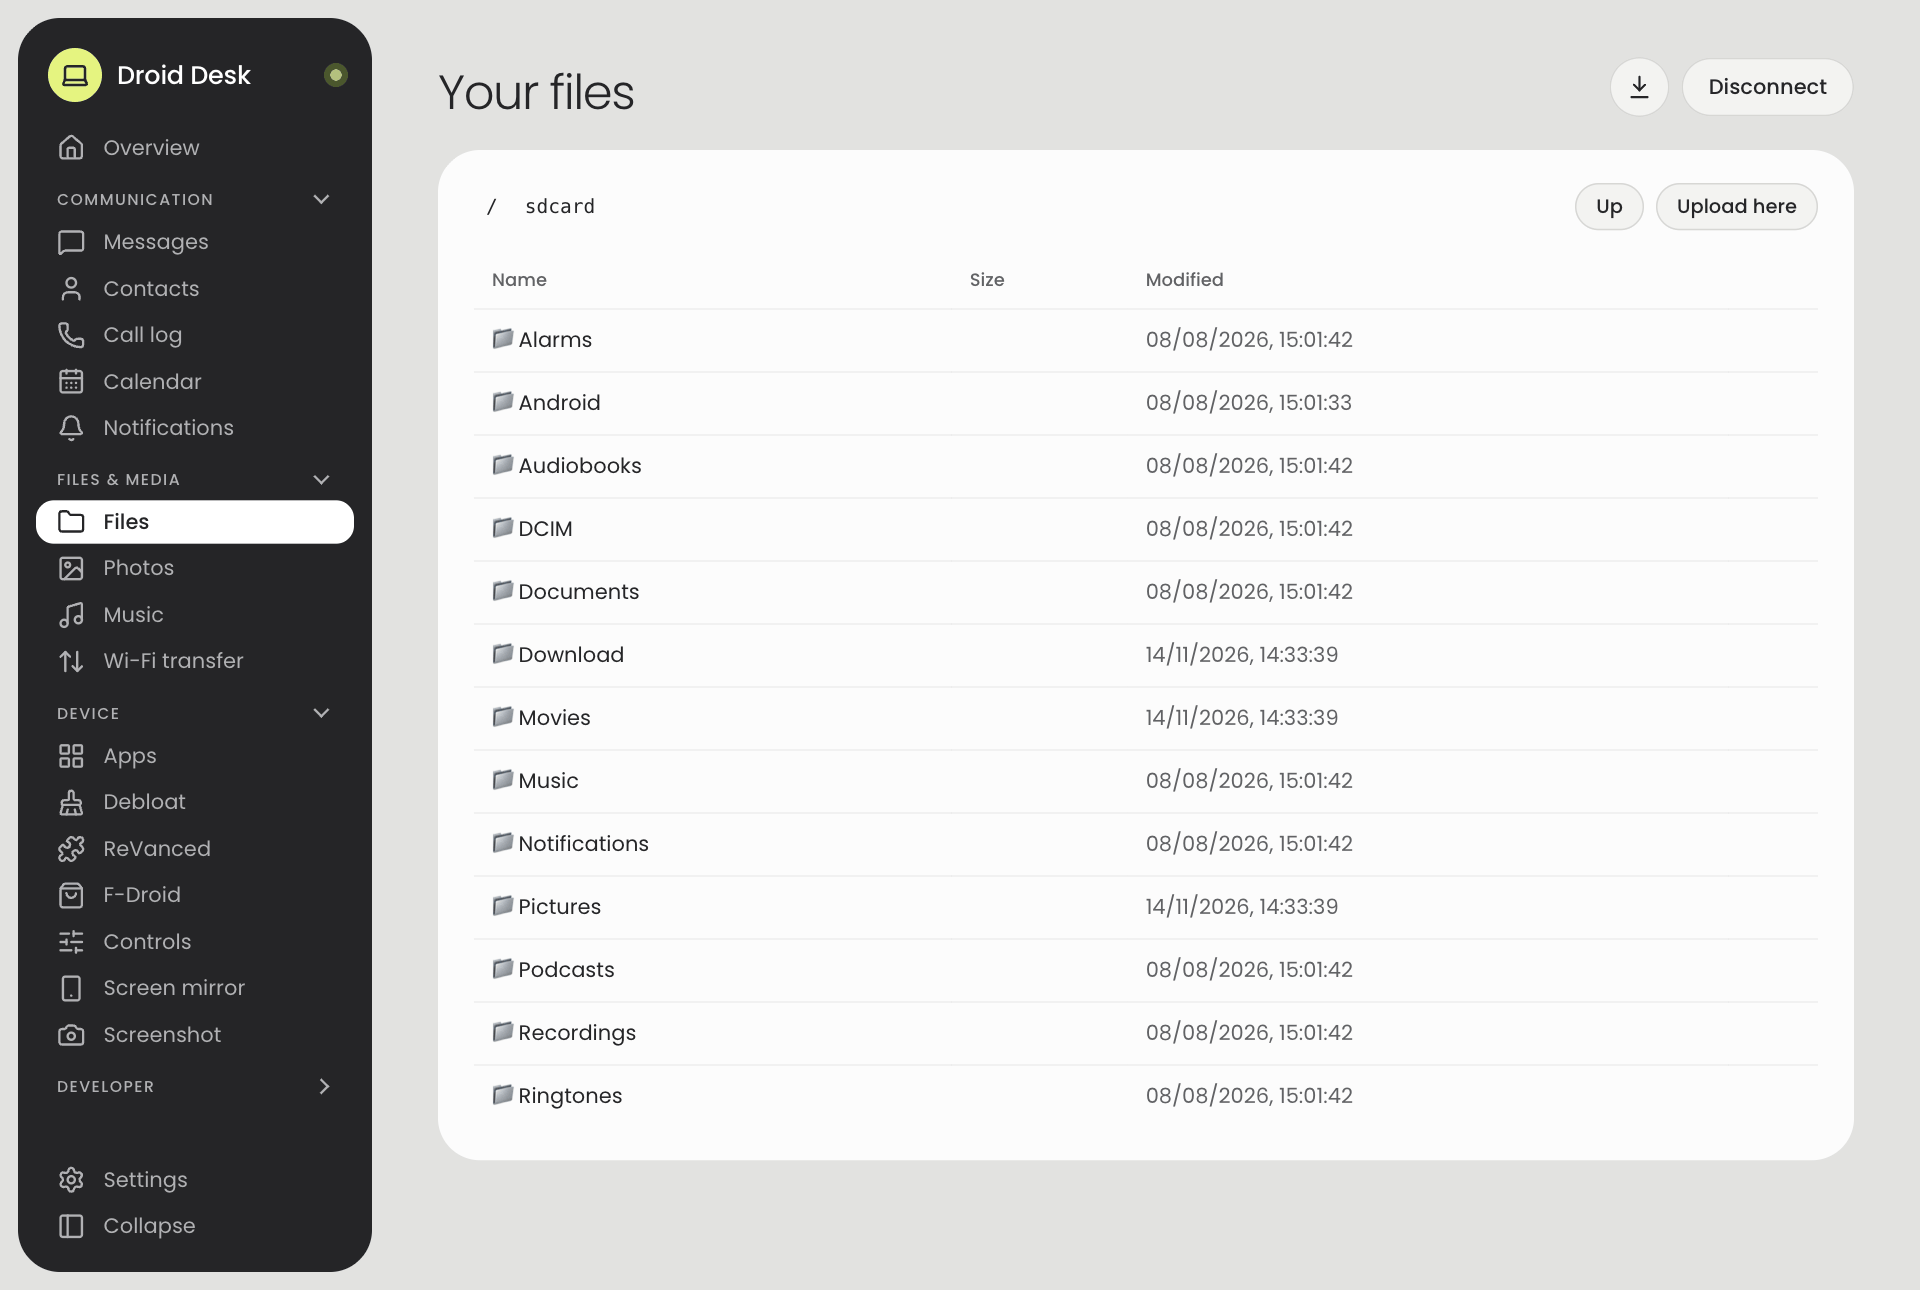 Droid Desk
Overview
COMMUNICATION
Messages
Contacts
Call log
Calendar
Notifications
FILES & MEDIA
Files
Photos
Music
Wi-Fi transfer
DEVICE
Apps
Debloat
ReVanced
F-Droid
Controls
Screen mirror
Screenshot
DEVELOPER
Settings
Collapse
Your files
Disconnect
/ sdcard
Up
Upload here
Name Size Modified
Alarms 08/08/2026, 15:01:42
Android 08/08/2026, 15:01:33
Audiobooks 08/08/2026, 15:01:42
DCIM 08/08/2026, 15:01:42
Documents 08/08/2026, 15:01:42
Download 14/11/2026, 14:33:39
Movies 14/11/2026, 14:33:39
Music 08/08/2026, 15:01:42
Notifications 08/08/2026, 15:01:42
Pictures 14/11/2026, 14:33:39
Podcasts 08/08/2026, 15:01:42
Recordings 08/08/2026, 15:01:42
Ringtones 08/08/2026, 15:01:42